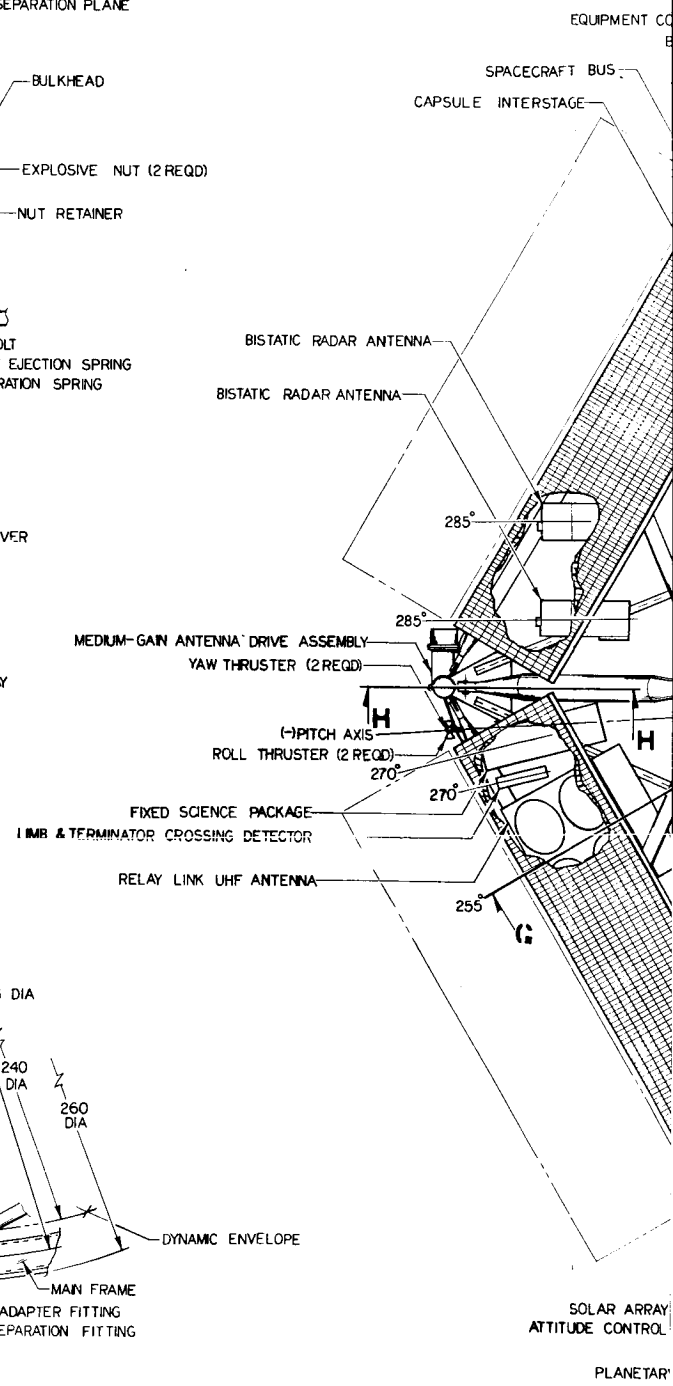 SEPARATION PLANE
EQUIPMENT CO
BULKHEAD
SPACECRAFT BUS
CAPSULE INTERSTAGE
EXPLOSIVE NUT (2 REQD)
NUT RETAINER
EJECTION SPRING
RATION SPRING
BISTATIC RADAR ANTENNA
BISTATIC RADAR ANTENNA
285°
VER
285°
MEDIUM-GAIN ANTENNA DRIVE ASSEMBLY
YAW THRUSTER (2 REQD)
H
H
(-)PITCH AXIS
ROLL THRUSTER (2 REQD)
270°
270°
FIXED SCIENCE PACKAGE
LIMB & TERMINATOR CROSSING DETECTOR
RELAY LINK UHF ANTENNA
255°
G
DIA
240
DIA
260
DIA
DYNAMIC ENVELOPE
MAIN FRAME
ADAPTER FITTING
EPARATION FITTING
SOLAR ARRAY
ATTITUDE CONTROL
PLANETAR